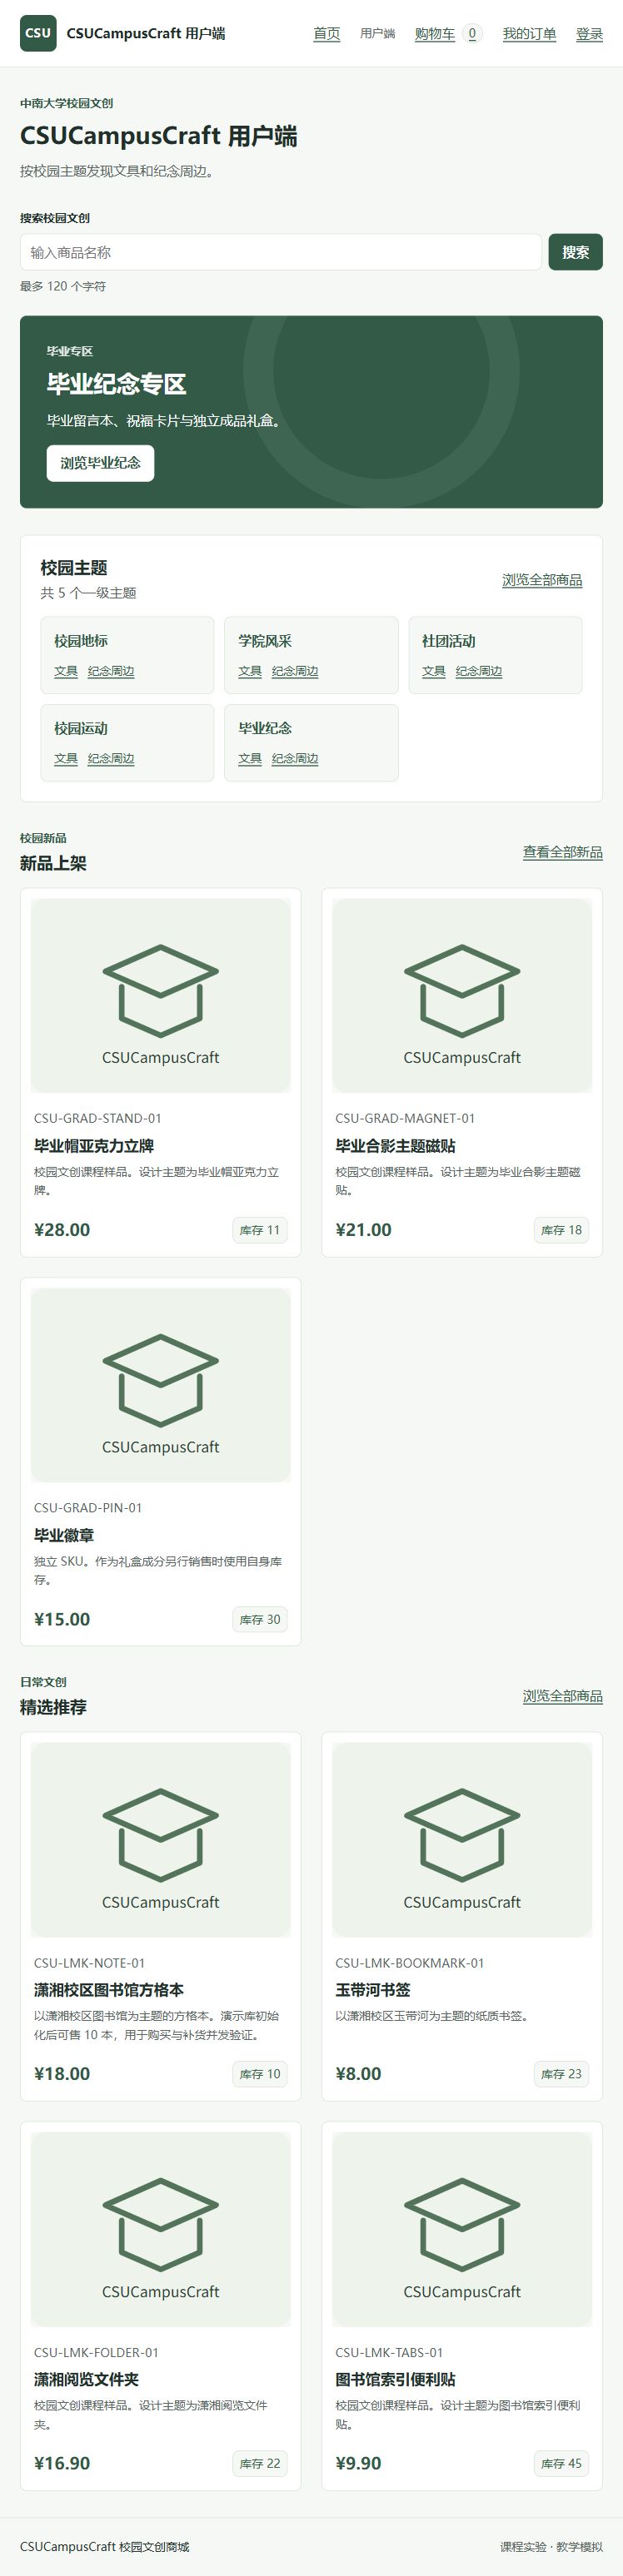 CSU CSUCampusCraft 用户端 首页 用户端 购物车 0 我的订单 登录
中南大学校园文创
CSUCampusCraft 用户端
按校园主题发现文具和纪念周边。
搜索校园文创
输入商品名称 搜索
最多 120 个字符
毕业专区
毕业纪念专区
毕业留言本、祝福卡片与独立成品礼盒。
浏览毕业纪念
校园主题
共 5 个一级主题
浏览全部商品
校园地标 学院风采 社团活动
文具 纪念周边 文具 纪念周边 文具 纪念周边
校园运动 毕业纪念
文具 纪念周边 文具 纪念周边
校园新品
新品上架
查看全部新品
CSUCampusCraft
CSU-GRAD-STAND-01
毕业帽亚克力立牌
校园文创课程样品。设计主题为毕业帽亚克力立
牌。
¥28.00 库存 11
CSUCampusCraft
CSU-GRAD-MAGNET-01
毕业合影主题磁贴
校园文创课程样品。设计主题为毕业合影主题磁
贴。
¥21.00 库存 18
CSUCampusCraft
CSU-GRAD-PIN-01
毕业徽章
独立 SKU。作为礼盒成分另行销售时使用自身库
存。
¥15.00 库存 30
日常文创
精选推荐
浏览全部商品
CSUCampusCraft
CSU-LMK-NOTE-01
潇湘校区图书馆方格本
以潇湘校区图书馆为主题的方格本。演示库初始
化后可售 10 本，用于购买与补货并发验证。
¥18.00 库存 10
CSUCampusCraft
CSU-LMK-BOOKMARK-01
玉带河书签
以潇湘校区玉带河为主题的纸质书签。
¥8.00 库存 23
CSUCampusCraft
CSU-LMK-FOLDER-01
潇湘阅览文件夹
校园文创课程样品。设计主题为潇湘阅览文件
夹。
¥16.90 库存 22
CSUCampusCraft
CSU-LMK-TABS-01
图书馆索引便利贴
校园文创课程样品。设计主题为图书馆索引便利
贴。
¥9.90 库存 45
CSUCampusCraft 校园文创商城 课程实验 · 教学模拟